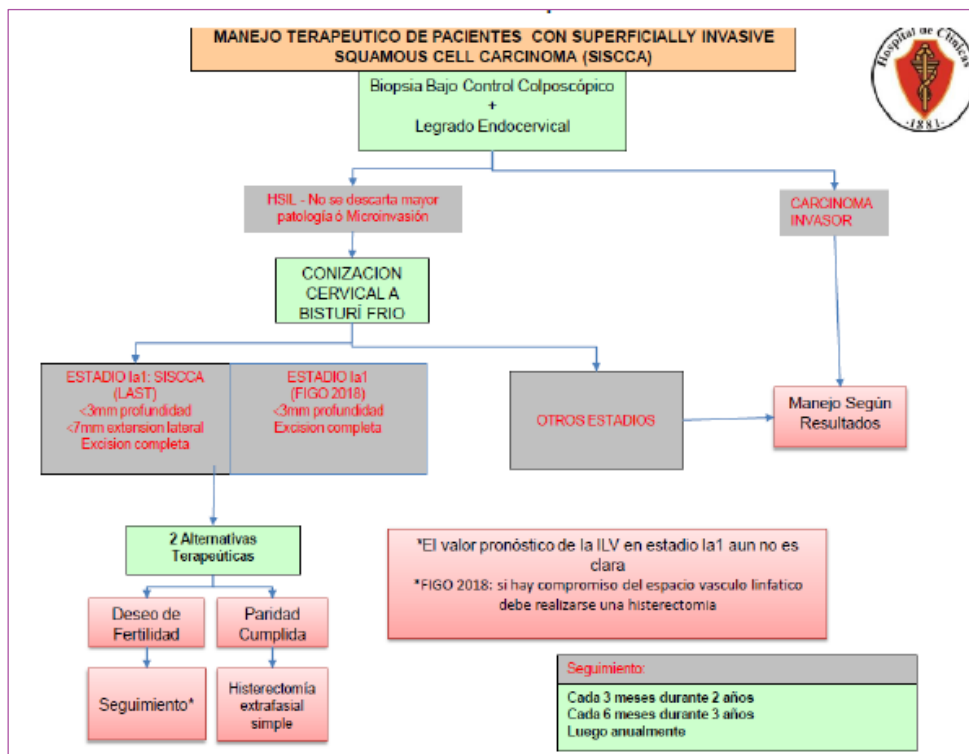 MANEJO TERAPEUTICO DE PACIENTES CON SUPERFICIALLY INVASIVE
SQUAMOUS CELL CARCINOMA (SISCCA)
Hospital de Clínicas
·1881·
Biopsia Bajo Control Colposcópico
+
Legrado Endocervical
HSIL - No se descarta mayor
patología ó Microinvasión
CARCINOMA
INVASOR
CONIZACION
CERVICAL A
BISTURÍ FRIO
ESTADIO Ia1: SISCCA
(LAST)
<3mm profundidad
<7mm extension lateral
Excision completa
ESTADIO Ia1
(FIGO 2018)
<3mm profundidad
Excision completa
OTROS ESTADIOS
Manejo Según
Resultados
2 Alternativas
Terapeúticas
*El valor pronóstico de la ILV en estadio Ia1 aun no es
clara
*FIGO 2018: si hay compromiso del espacio vasculo linfatico
debe realizarse una histerectomia
Deseo de
Fertilidad
Paridad
Cumplida
Seguimiento*
Histerectomía
extrafasial
simple
Seguimiento:
Cada 3 meses durante 2 años
Cada 6 meses durante 3 años
Luego anualmente